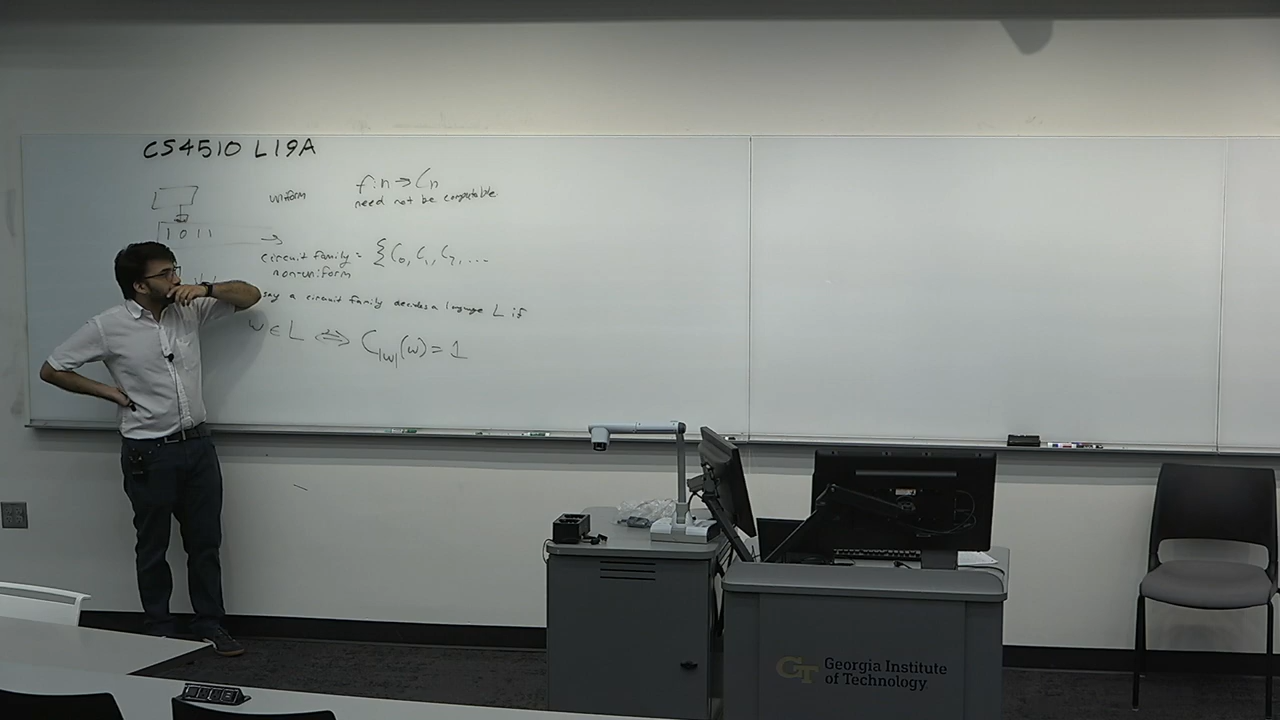 CS4510 L19A
uniform
f:n→Cn
need not be computable
1 0 1 1
circuit family = {C₀, C₁, C₂, ...
non-uniform
say a circuit family decides a language L if
w ∈ L ⇔ C|w|(w) = 1
GT Georgia Institute
of Technology